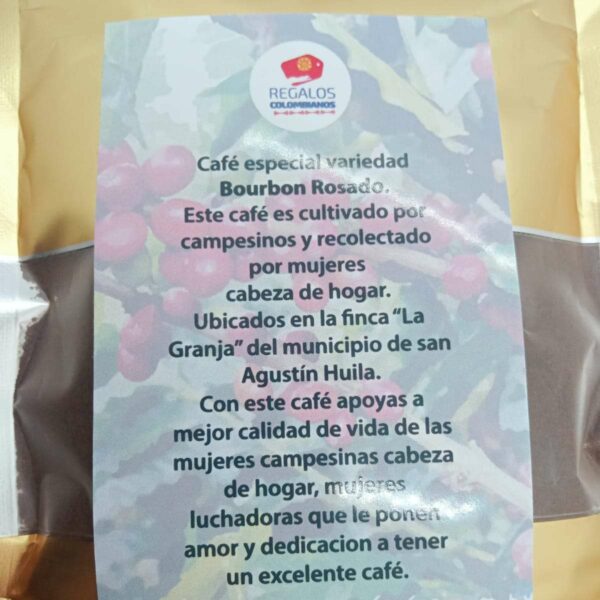 REGALOS
COLOMBIANOS
Café especial variedad
Bourbon Rosado.
Este café es cultivado por
campesinos y recolectado
por mujeres
cabeza de hogar.
Ubicados en la finca “La
Granja” del municipio de san
Agustín Huila.
Con este café apoyas a
mejor calidad de vida de las
mujeres campesinas cabeza
de hogar, mujeres
luchadoras que le ponen
amor y dedicacion a tener
un excelente café.